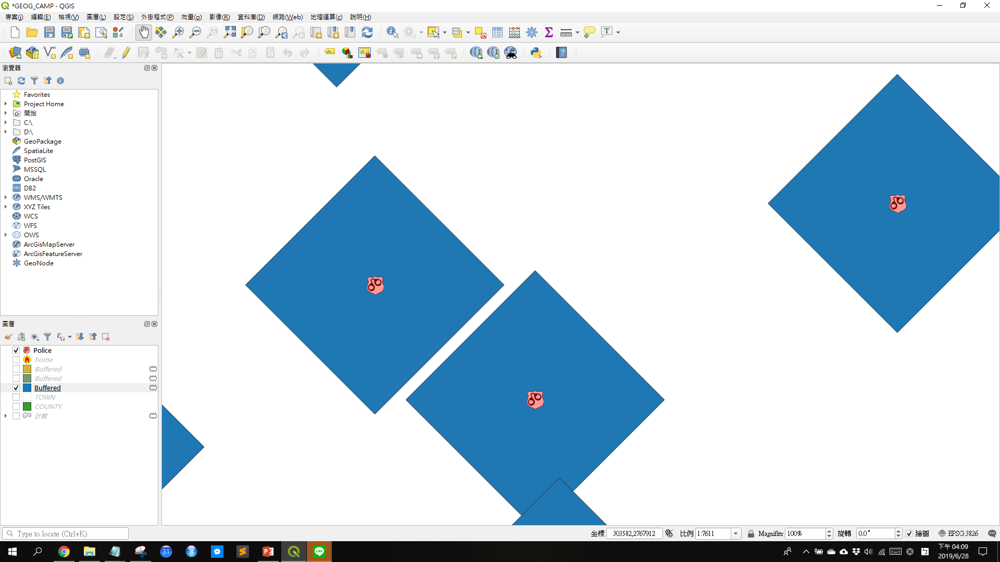 *GEOG_CAMP - QGIS
專案(j) 編輯(E) 檢視(V) 圖層(L) 設定(S) 外掛程式(P) 向量(o) 影像(R) 資料庫(D) 網路(Web) 地理運算(c) 說明(H)
瀏覽器
Favorites
Project Home
開始
C:\
D:\
GeoPackage
SpatiaLite
PostGIS
MSSQL
Oracle
DB2
WMS/WMTS
XYZ Tiles
WCS
WFS
OWS
ArcGisMapServer
ArcGisFeatureServer
GeoNode
圖層
Police
home
Buffered
Buffered
Buffered
TOWN
COUNTY
計數
Type to locate (Ctrl+K)
坐標 303582,2767912 比例 1:7611 Magnifier 100% 旋轉 0.0° 繪圖 EPSG:3826
下午 04:09
2019/6/28